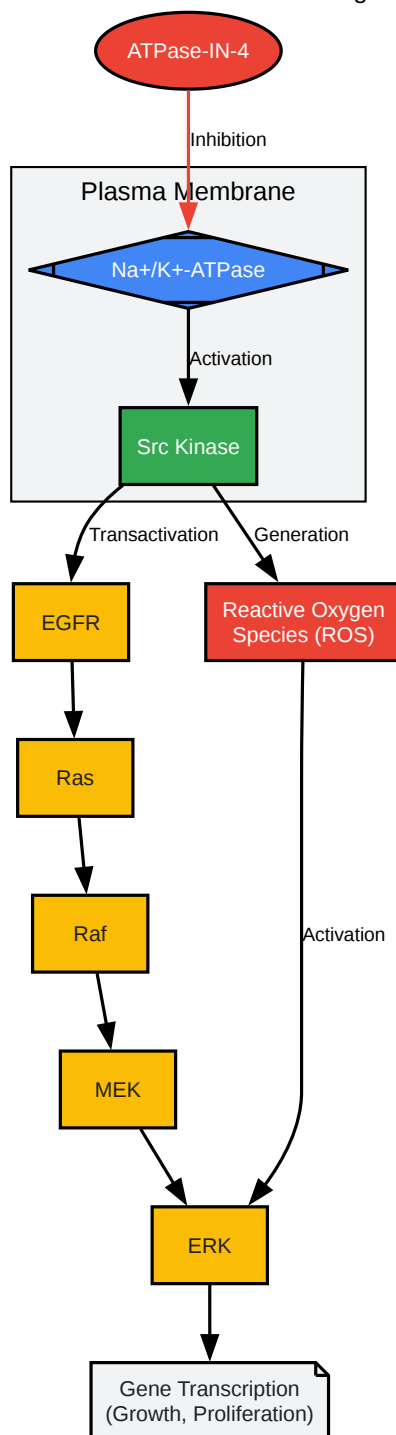 ATPase-IN-4
Inhibition
Plasma Membrane
Na+/K+-ATPase
Activation
Src Kinase
Transactivation
Generation
EGFR
Reactive Oxygen
Species (ROS)
Ras
Raf
Activation
MEK
ERK
Gene Transcription
(Growth, Proliferation)